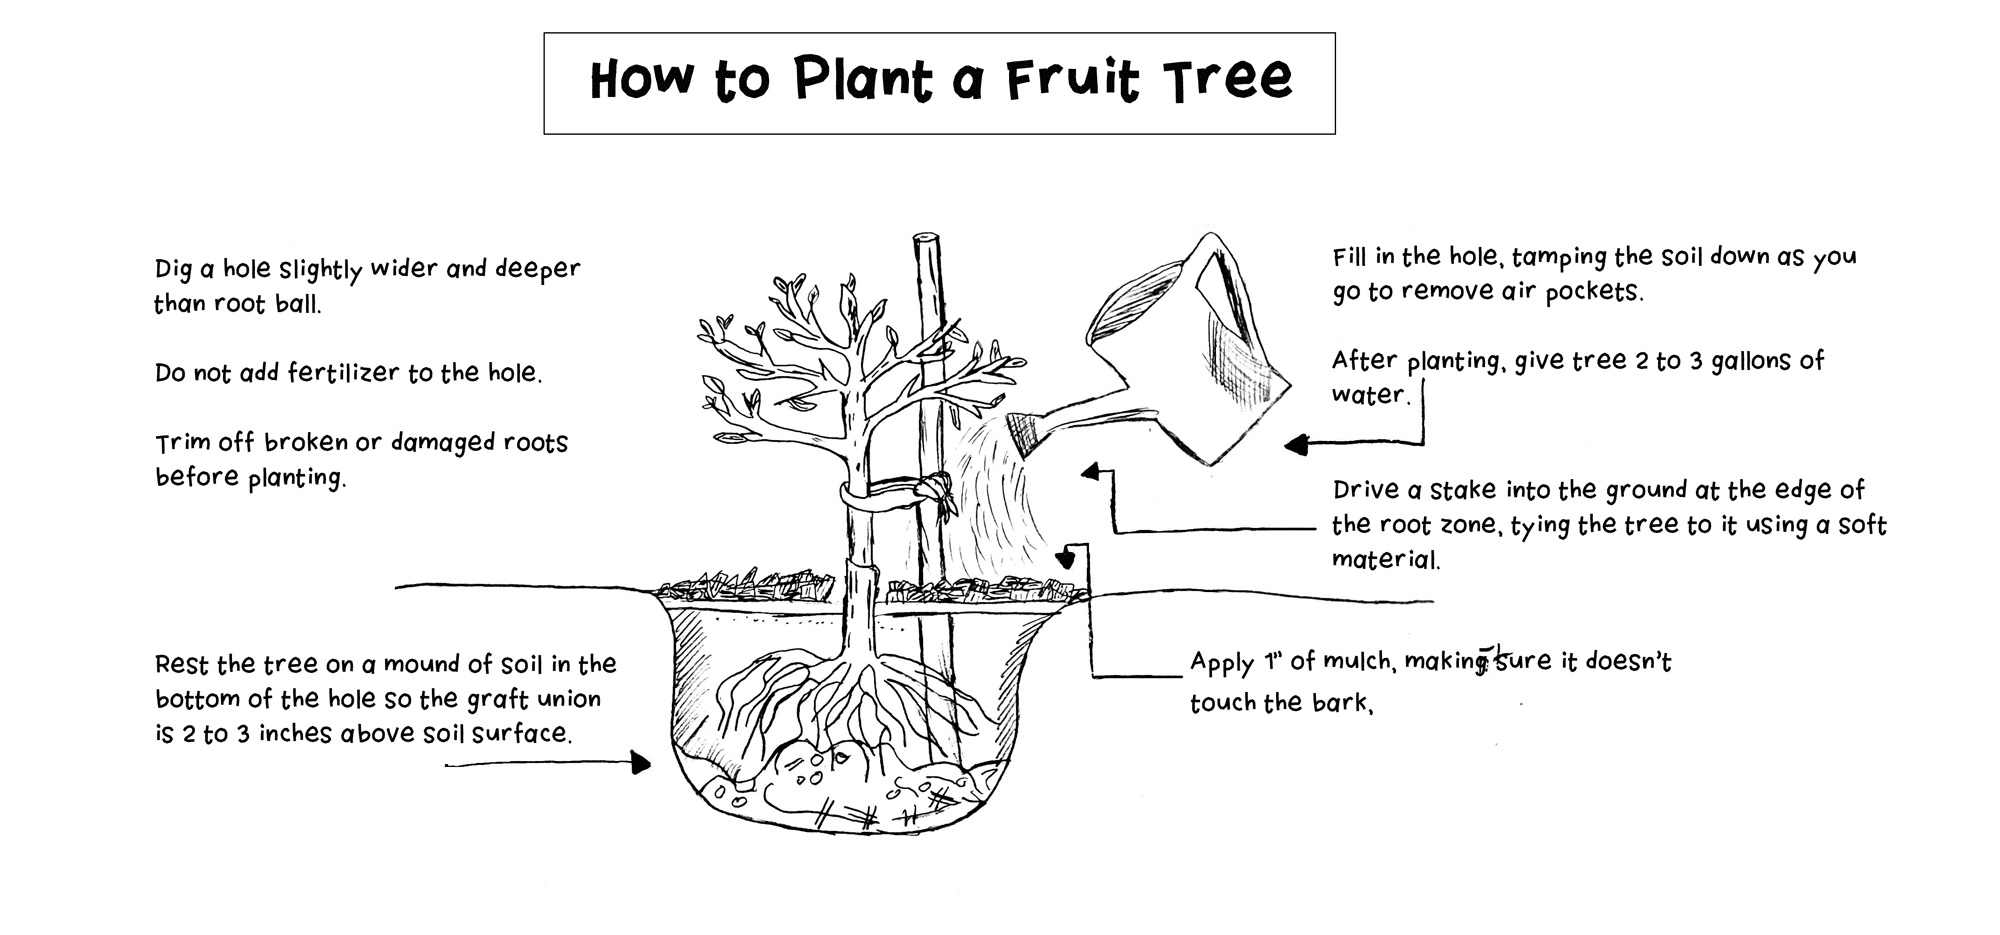 How to Plant a Fruit Tree
Dig a hole slightly wider and deeper
than root ball.
Do not add fertilizer to the hole.
Trim off broken or damaged roots
before planting.
Rest the tree on a mound of soil in the
bottom of the hole so the graft union
is 2 to 3 inches above soil surface.
Fill in the hole, tamping the soil down as you
go to remove air pockets.
After planting, give tree 2 to 3 gallons of
water.
Drive a stake into the ground at the edge of
the root zone, tying the tree to it using a soft
material.
Apply 1" of mulch, making sure it doesn't
touch the bark,